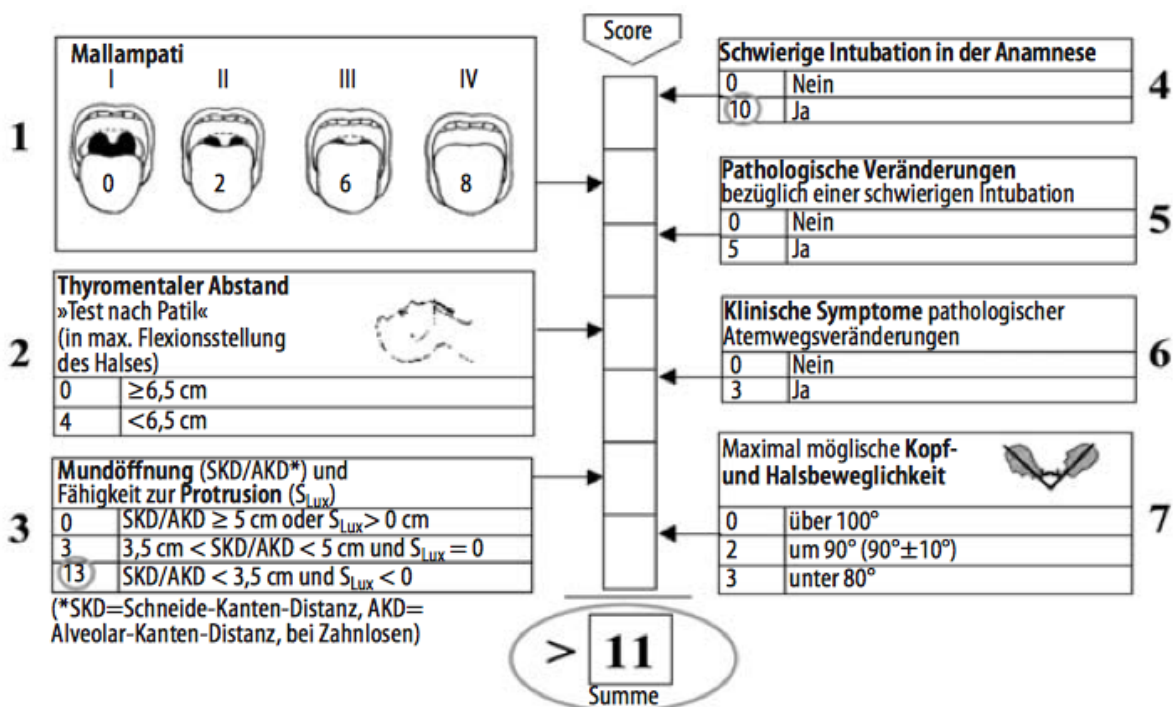 Mallampati
I II III IV
0 2 6 8
1
Thyromentaler Abstand
»Test nach Patil«
(in max. Flexionsstellung
des Halses)
0 ≥6,5 cm
4 <6,5 cm
2
Mundöffnung (SKD/AKD*) und
Fähigkeit zur Protrusion (SLux)
0 SKD/AKD ≥ 5 cm oder SLux> 0 cm
3 3,5 cm < SKD/AKD < 5 cm und SLux = 0
13 SKD/AKD < 3,5 cm und SLux < 0
3
(*SKD=Schneide-Kanten-Distanz, AKD=
Alveolar-Kanten-Distanz, bei Zahnlosen)
Score
Schwierige Intubation in der Anamnese
0 Nein
10 Ja
4
Pathologische Veränderungen
bezüglich einer schwierigen Intubation
0 Nein
5 Ja
5
Klinische Symptome pathologischer
Atemwegsveränderungen
0 Nein
3 Ja
6
Maximal mögliche Kopf-
und Halsbeweglichkeit
0 über 100°
2 um 90° (90°±10°)
3 unter 80°
7
> 11
Summe